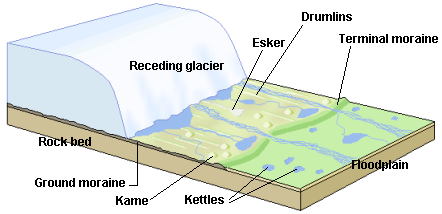 Drumlins
Esker
Terminal moraine
Receding glacier
Rock bed
Floodplain
Ground moraine
Kame
Kettles